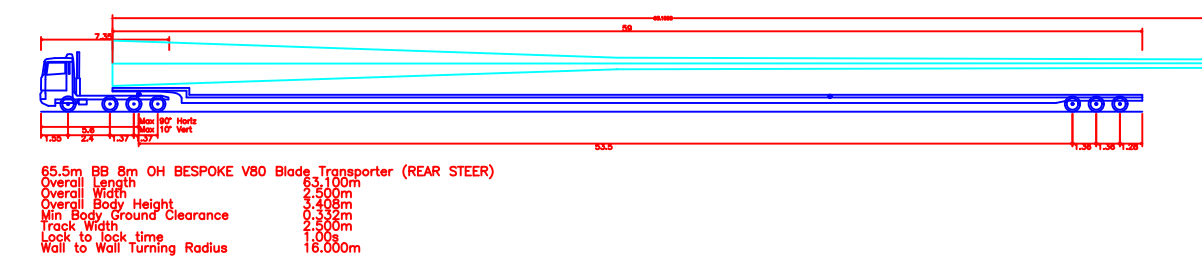 59
7.35
Max 90° Horiz
5.6
Max 10° Vert
1.55
2.4
1.37
1.37
53.5
1.36
1.36
1.26
65.5m BB 8m OH BESPOKE V80 Blade Transporter (REAR STEER)
Overall Length 63.100m
Overall Width 2.500m
Overall Body Height 3.408m
Min Body Ground Clearance 0.332m
Track Width 2.500m
Lock to lock time 1.00s
Wall to Wall Turning Radius 16.000m